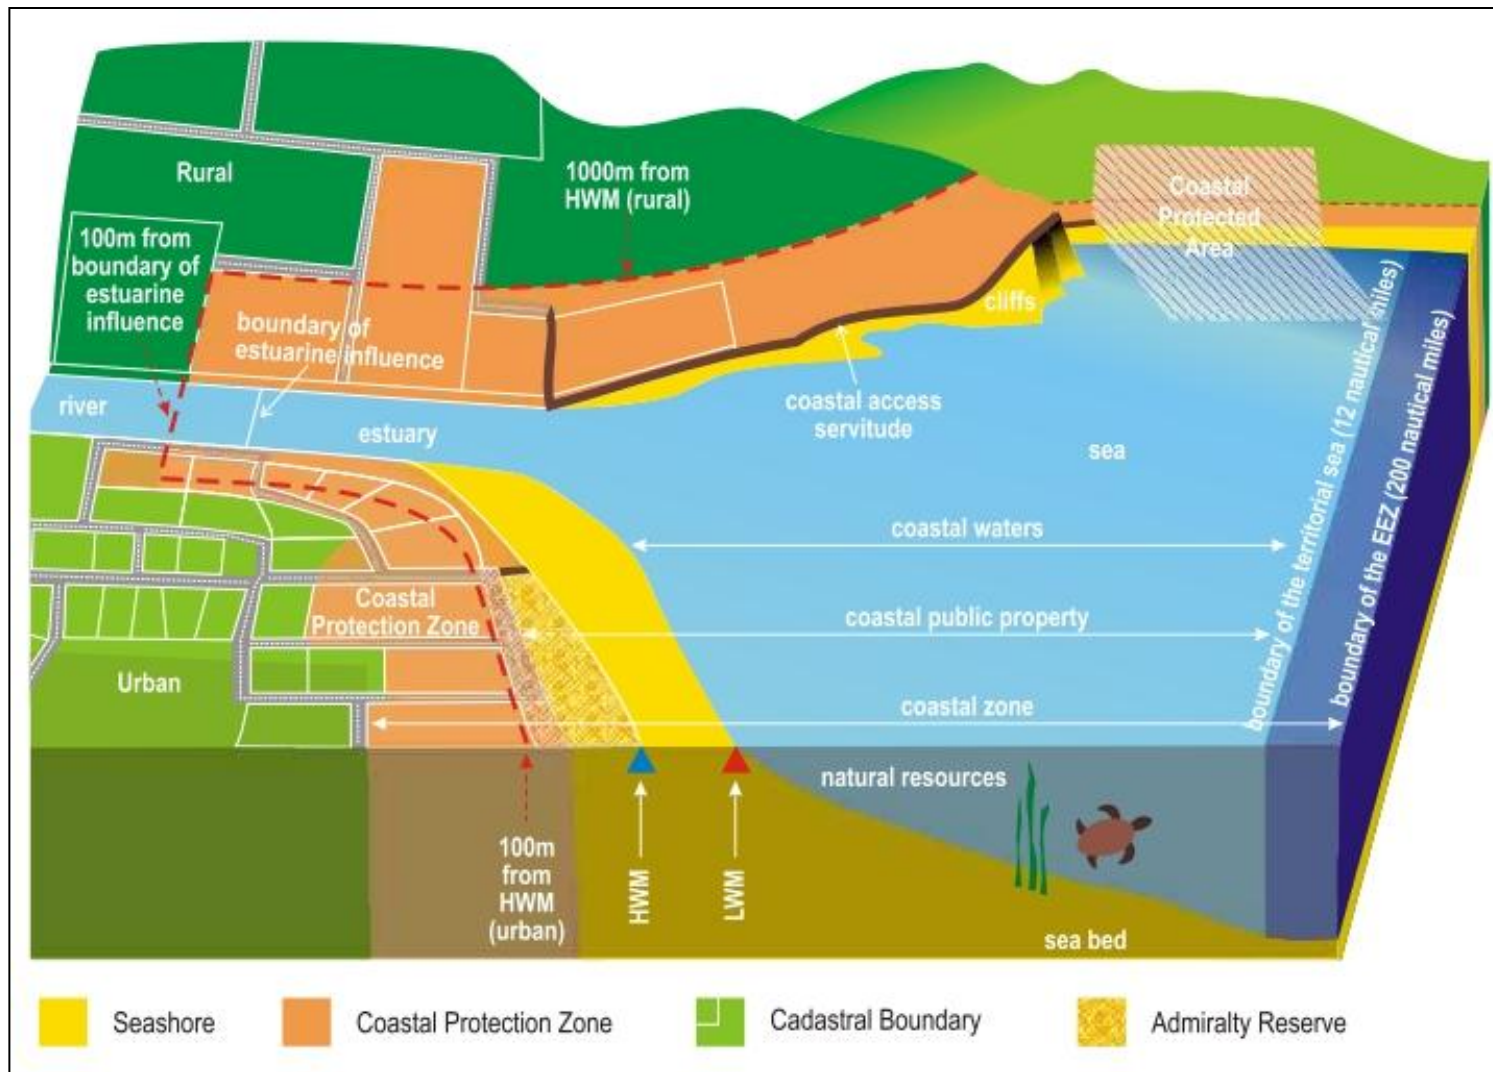 Rural
1000m from
HWM (rural)
Coastal
Protected
Area
100m from
boundary of
estuarine
influence
boundary of
estuarine influence
cliffs
river
estuary
coastal access
servitude
sea
boundary of the territorial sea (12 nautical miles)
boundary of the EEZ (200 nautical miles)
coastal waters
Coastal
Protection Zone
coastal public property
Urban
coastal zone
natural resources
100m
from
HWM
(urban)
HWM
LWM
sea bed
Seashore
Coastal Protection Zone
Cadastral Boundary
Admiralty Reserve